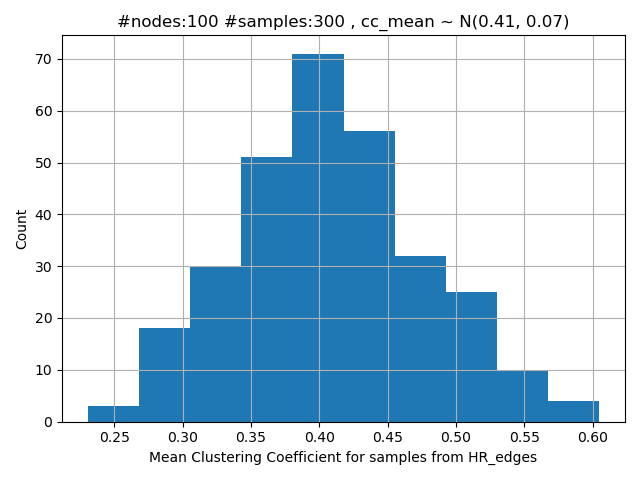 #nodes:100 #samples:300 , cc_mean ~ N(0.41, 0.07)
70
60
50
40
30
20
10
0
Count
0.25 0.30 0.35 0.40 0.45 0.50 0.55 0.60
Mean Clustering Coefficient for samples from HR_edges